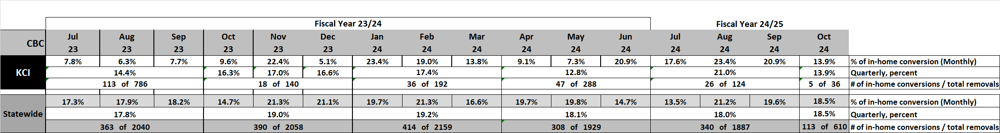 Fiscal Year 23/24 Fiscal Year 24/25
CBC Jul 23 Aug 23 Sep 23 Oct 23 Nov 23 Dec 23 Jan 24 Feb 24 Mar 24 Apr 24 May 24 Jun 24 Jul 24 Aug 24 Sep 24 Oct 24
KCI
7.8% 6.3% 7.7% 9.6% 22.4% 5.1% 23.4% 19.0% 13.8% 9.1% 7.3% 20.9% 17.6% 23.4% 20.9% 13.9% % of in-home conversion (Monthly)
14.4% 16.3% 17.0% 16.6% 17.4% 12.8% 21.0% 13.9% Quarterly, percent
113 of 786 18 of 140 36 of 192 47 of 288 26 of 124 5 of 36 # of in-home conversions / total removals
Statewide
17.3% 17.9% 18.2% 14.7% 21.3% 21.1% 19.7% 21.3% 16.6% 19.7% 19.8% 14.7% 13.5% 21.2% 19.6% 18.5% % of in-home conversion (Monthly)
17.8% 19.0% 19.2% 18.1% 18.0% 18.5% Quarterly, percent
363 of 2040 390 of 2058 414 of 2159 308 of 1929 340 of 1887 113 of 610 # of in-home conversions / total removals